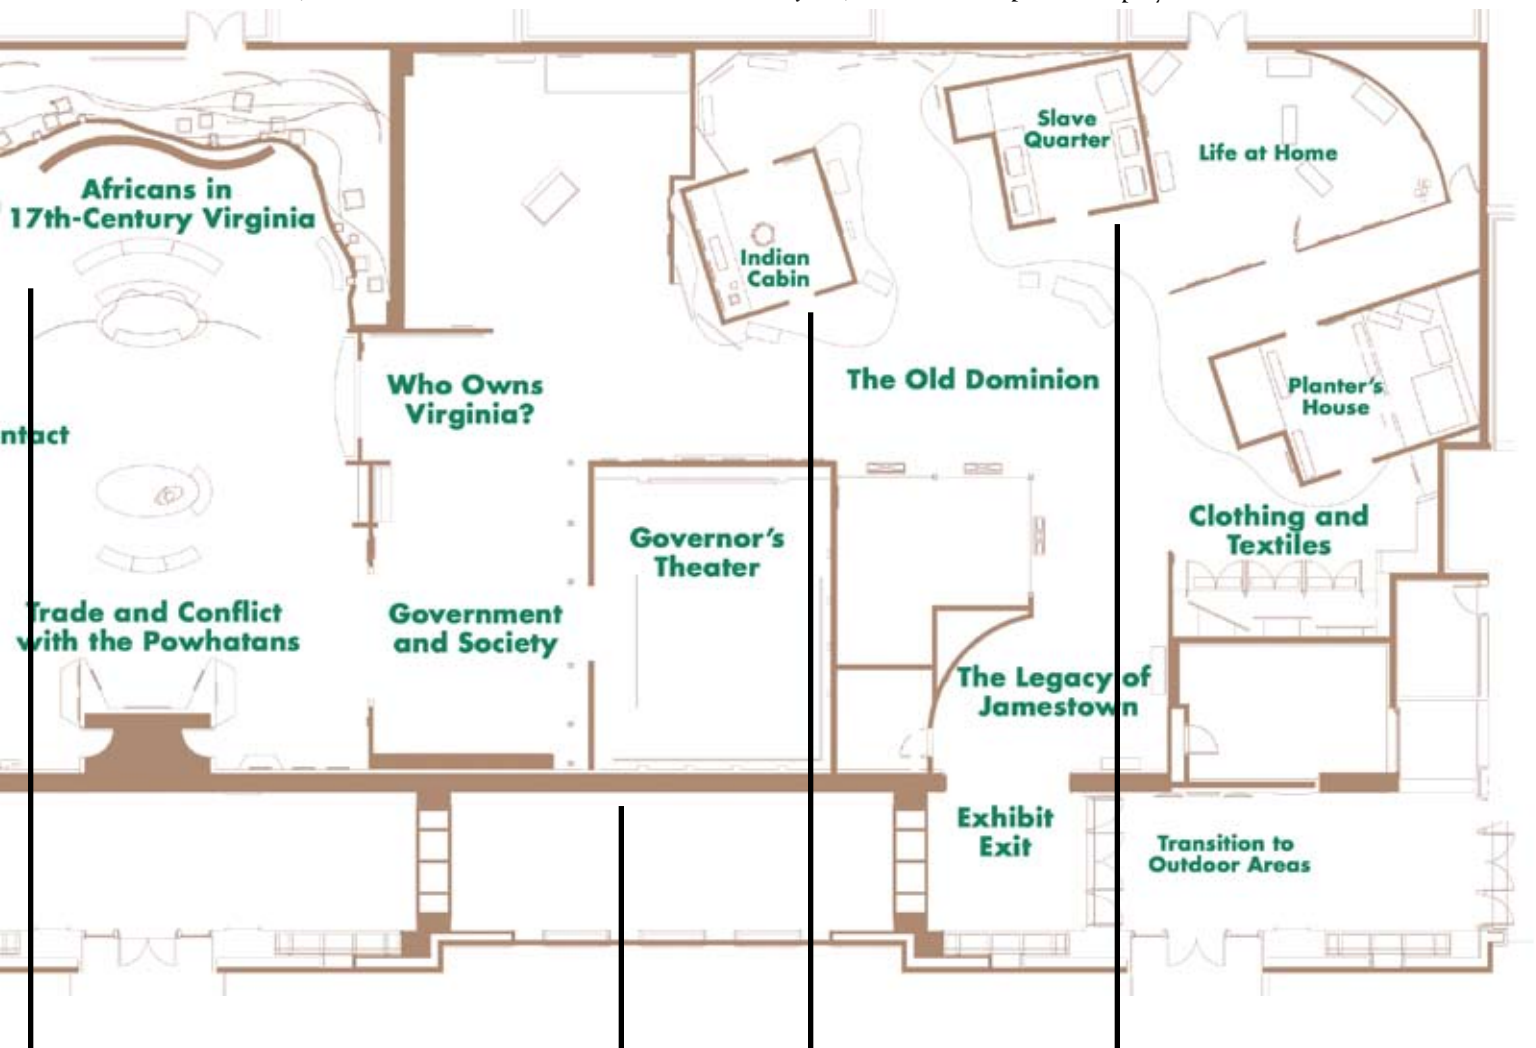 Slave
Quarter
Life at Home
Africans in
17th-Century Virginia
Indian
Cabin
Who Owns
Virginia?
The Old Dominion
Planter's
House
ntact
Clothing and
Textiles
Governor's
Theater
Trade and Conflict
with the Powhatans
Government
and Society
The Legacy of
Jamestown
Exhibit
Exit
Transition to
Outdoor Areas